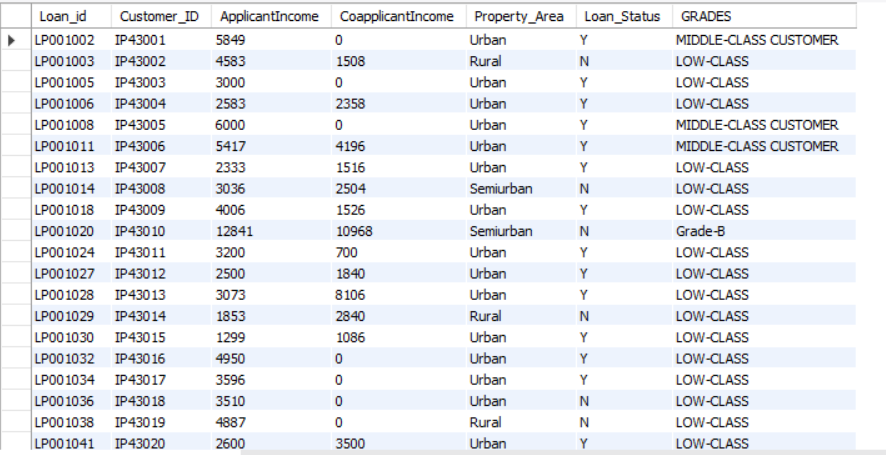 Loan_id Customer_ID ApplicantIncome CoapplicantIncome Property_Area Loan_Status GRADES
LP001002 IP43001 5849 0 Urban Y MIDDLE-CLASS CUSTOMER
LP001003 IP43002 4583 1508 Rural N LOW-CLASS
LP001005 IP43003 3000 0 Urban Y LOW-CLASS
LP001006 IP43004 2583 2358 Urban Y LOW-CLASS
LP001008 IP43005 6000 0 Urban Y MIDDLE-CLASS CUSTOMER
LP001011 IP43006 5417 4196 Urban Y MIDDLE-CLASS CUSTOMER
LP001013 IP43007 2333 1516 Urban Y LOW-CLASS
LP001014 IP43008 3036 2504 Semiurban N LOW-CLASS
LP001018 IP43009 4006 1526 Urban Y LOW-CLASS
LP001020 IP43010 12841 10968 Semiurban N Grade-B
LP001024 IP43011 3200 700 Urban Y LOW-CLASS
LP001027 IP43012 2500 1840 Urban Y LOW-CLASS
LP001028 IP43013 3073 8106 Urban Y LOW-CLASS
LP001029 IP43014 1853 2840 Rural N LOW-CLASS
LP001030 IP43015 1299 1086 Urban Y LOW-CLASS
LP001032 IP43016 4950 0 Urban Y LOW-CLASS
LP001034 IP43017 3596 0 Urban Y LOW-CLASS
LP001036 IP43018 3510 0 Urban N LOW-CLASS
LP001038 IP43019 4887 0 Rural N LOW-CLASS
LP001041 IP43020 2600 3500 Urban Y LOW-CLASS